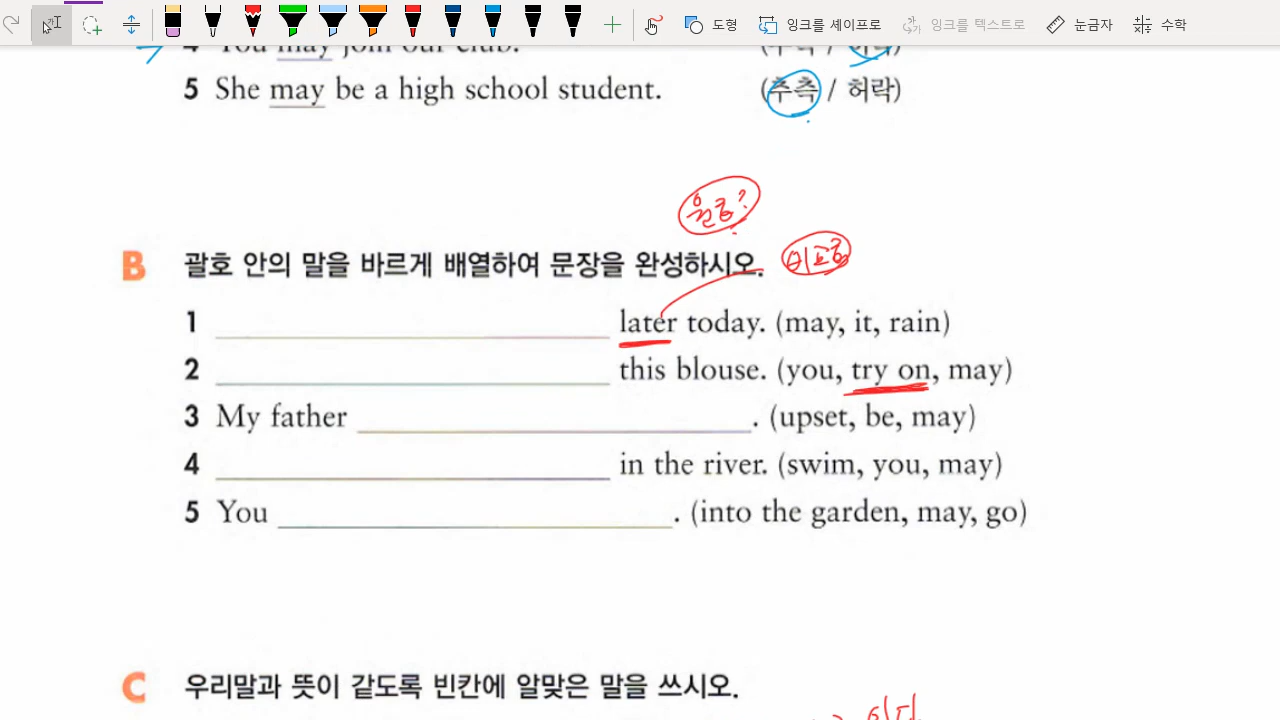 도형 잉크를 셰이프로 잉크를 텍스트로 눈금자 수학
4 You may join our club. (추측 / 허락)
5 She may be a high school student. (추측 / 허락)
B 괄호 안의 말을 바르게 배열하여 문장을 완성하시오.
1 later today. (may, it, rain)
2 this blouse. (you, try on, may)
3 My father . (upset, be, may)
4 in the river. (swim, you, may)
5 You . (into the garden, may, go)
C 우리말과 뜻이 같도록 빈칸에 알맞은 말을 쓰시오.